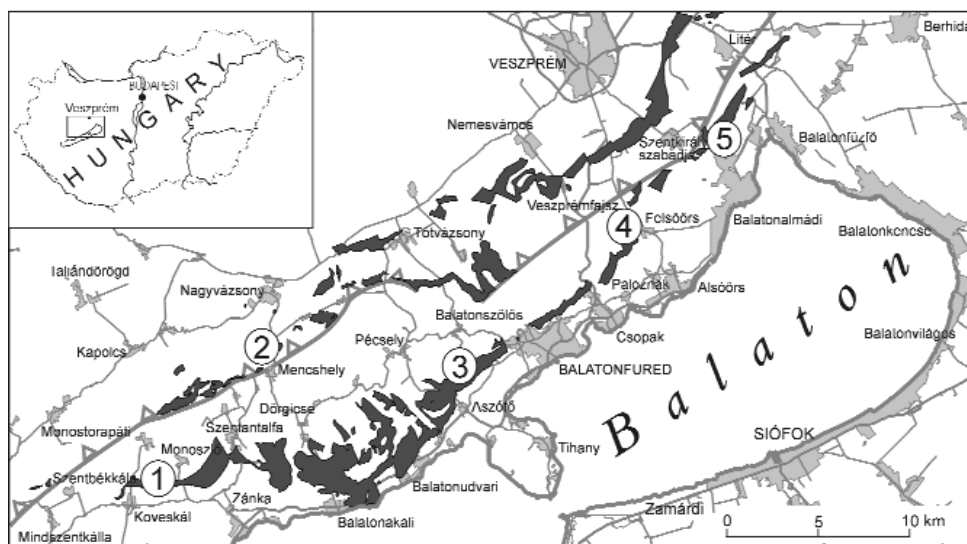 HUNGARY
BUDAPEST
Veszprém
VESZPRÉM
Litér
Berhida
Nemesvámos
Szentkirály
szabadja
5
Balatonfűzfő
Veszprémfajsz
4
Felsőörs
Balatonalmádi
Balatonkenese
Tótvázsony
Taliándörögd
Nagyvázsony
Paloznak
Alsóörs
Balatonszőlős
Csopak
Balatonvilágos
Kapolcs
2
Pécsely
3
Mencshely
BALATONFÜRED
Balaton
Dörgicse
Aszófő
Monostorapáti
Szentantalfa
Monoszló
Tihany
SIÓFOK
Szentbékkála
1
Balatonudvari
Zánka
Köveskál
Balatonakali
Zamárdi
Mindszentkálla
0 5 10 km